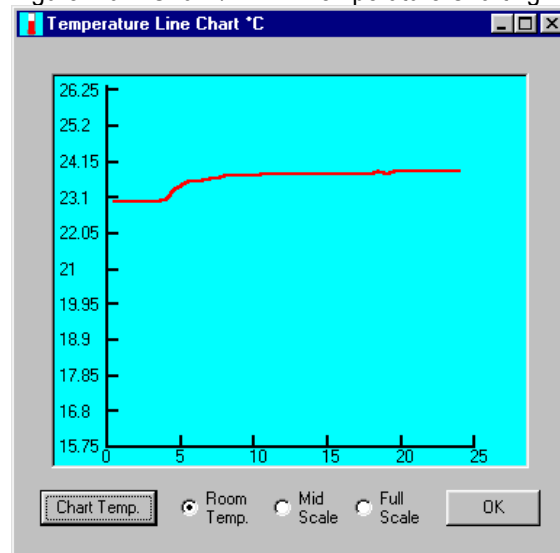 Temperature Line Chart °C
26.25
25.2
24.15
23.1
22.05
21
19.95
18.9
17.85
16.8
15.75
0 5 10 15 20 25
Chart Temp.
Room Temp.
Mid Scale
Full Scale
OK